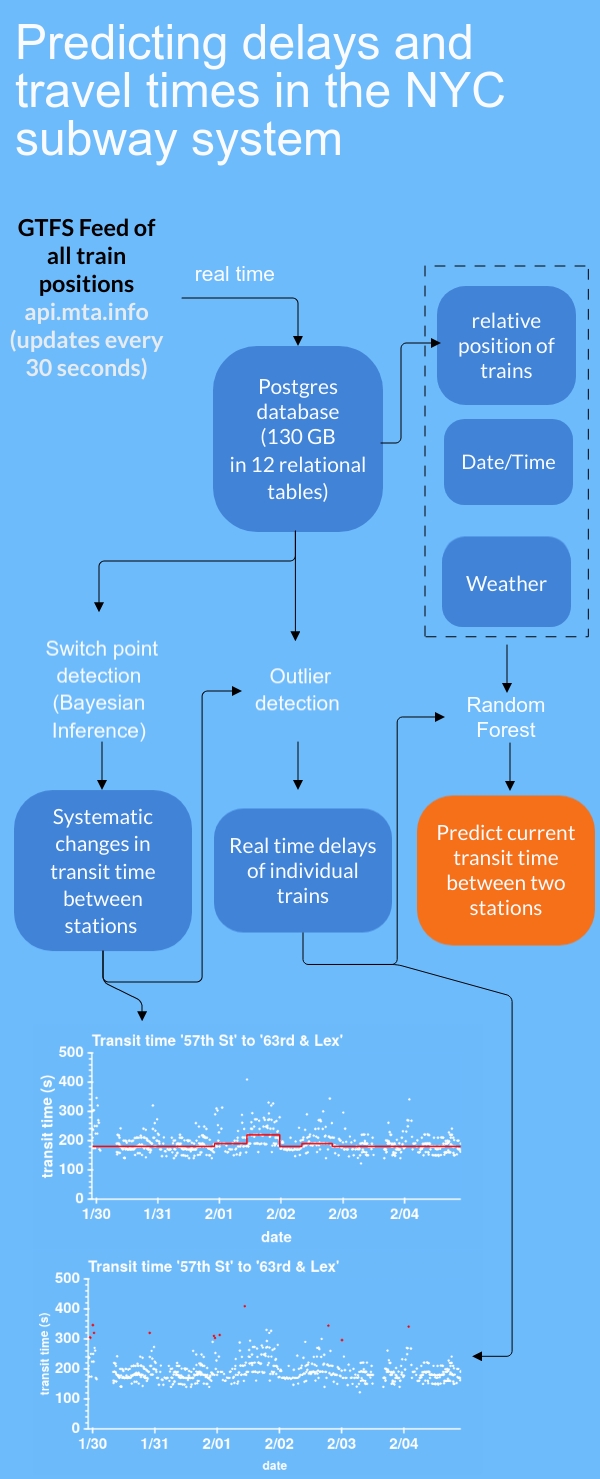 Predicting delays and
travel times in the NYC
subway system
GTFS Feed of
all train
positions
api.mta.info
(updates every
30 seconds)
real time
Postgres
database
(130 GB
in 12 relational
tables)
relative
position of
trains
Date/Time
Weather
Switch point
detection
(Bayesian
Inference)
Outlier
detection
Random
Forest
Systematic
changes in
transit time
between
stations
Real time delays
of individual
trains
Predict current
transit time
between two
stations
Transit time '57th St' to '63rd & Lex'
transit time (s)
500
400
300
200
100
0
1/30 1/31 2/01 2/02 2/03 2/04
date
Transit time '57th St' to '63rd & Lex'
transit time (s)
500
400
300
200
100
0
1/30 1/31 2/01 2/02 2/03 2/04
date